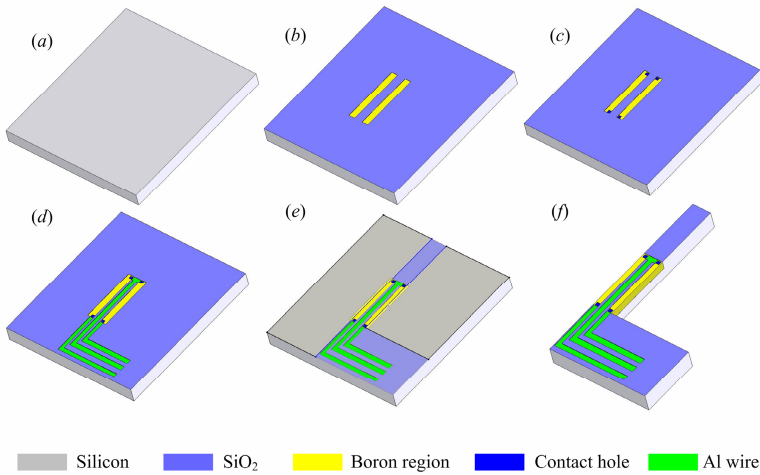 (a)
(b)
(c)
(d)
(e)
(f)
Silicon
SiO₂
Boron region
Contact hole
Al wire